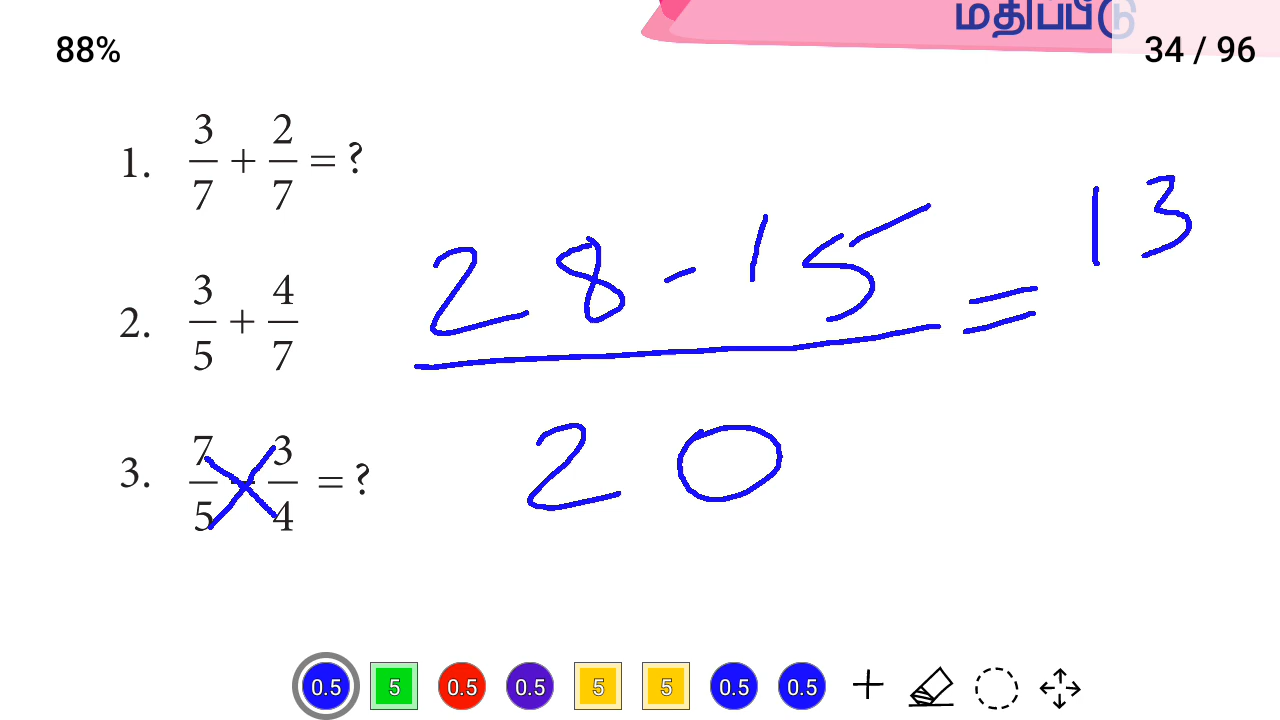 மதிப்பீடு
88%
34 / 96
1. 3/7 + 2/7 = ?
2. 3/5 + 4/7
3. 7/5 - 3/4 = ?
28 - 15 = 13
20
0.5 5 0.5 0.5 5 5 0.5 0.5 +